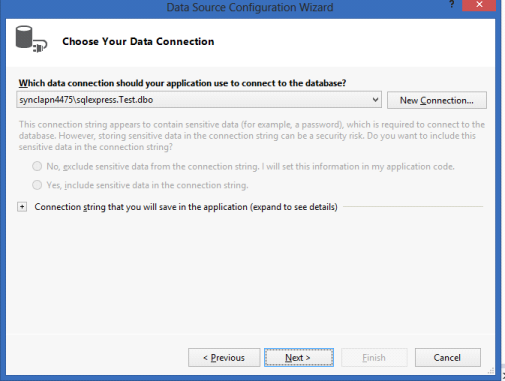 Data Source Configuration Wizard
?
Choose Your Data Connection
Which data connection should your application use to connect to the database?
synclapn4475\sqlexpress.Test.dbo
New Connection...
This connection string appears to contain sensitive data (for example, a password), which is required to connect to the
database. However, storing sensitive data in the connection string can be a security risk. Do you want to include this
sensitive data in the connection string?
No, exclude sensitive data from the connection string. I will set this information in my application code.
Yes, include sensitive data in the connection string.
Connection string that you will save in the application (expand to see details)
< Previous
Next >
Finish
Cancel